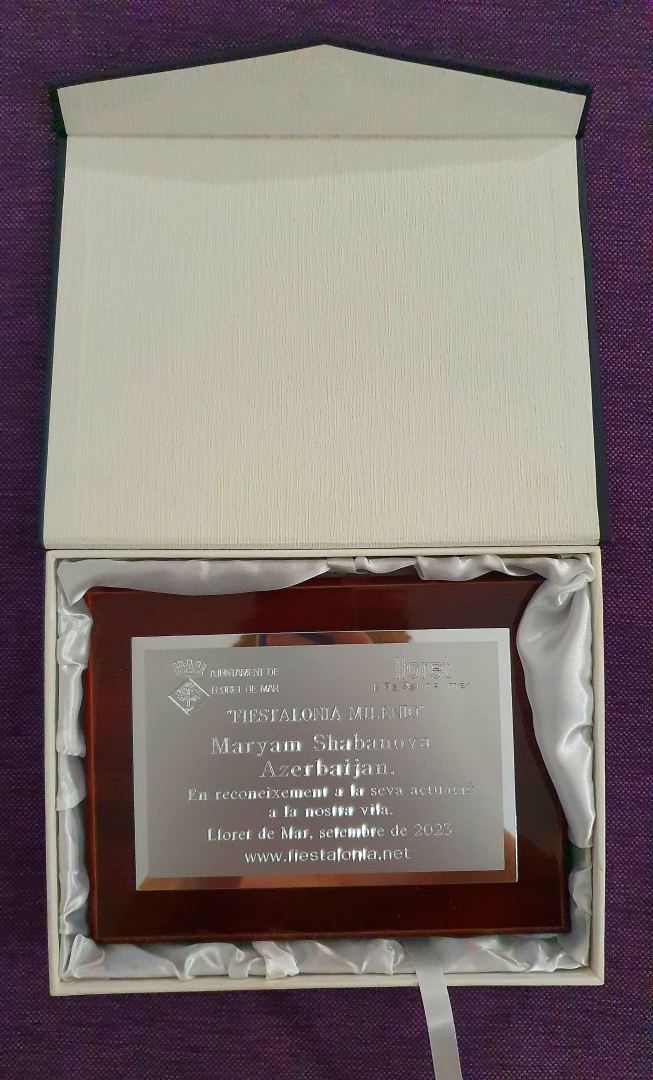 AJUNTAMENT DE
LLORET DE MAR
lloret
"FIESTALONIA MILENIO"
Maryam Shabanova
Azerbaijan.
En reconeixement a la seva actuació
a la nostra vila.
Lloret de Mar, setembre de 2023
www.fiestalonia.net